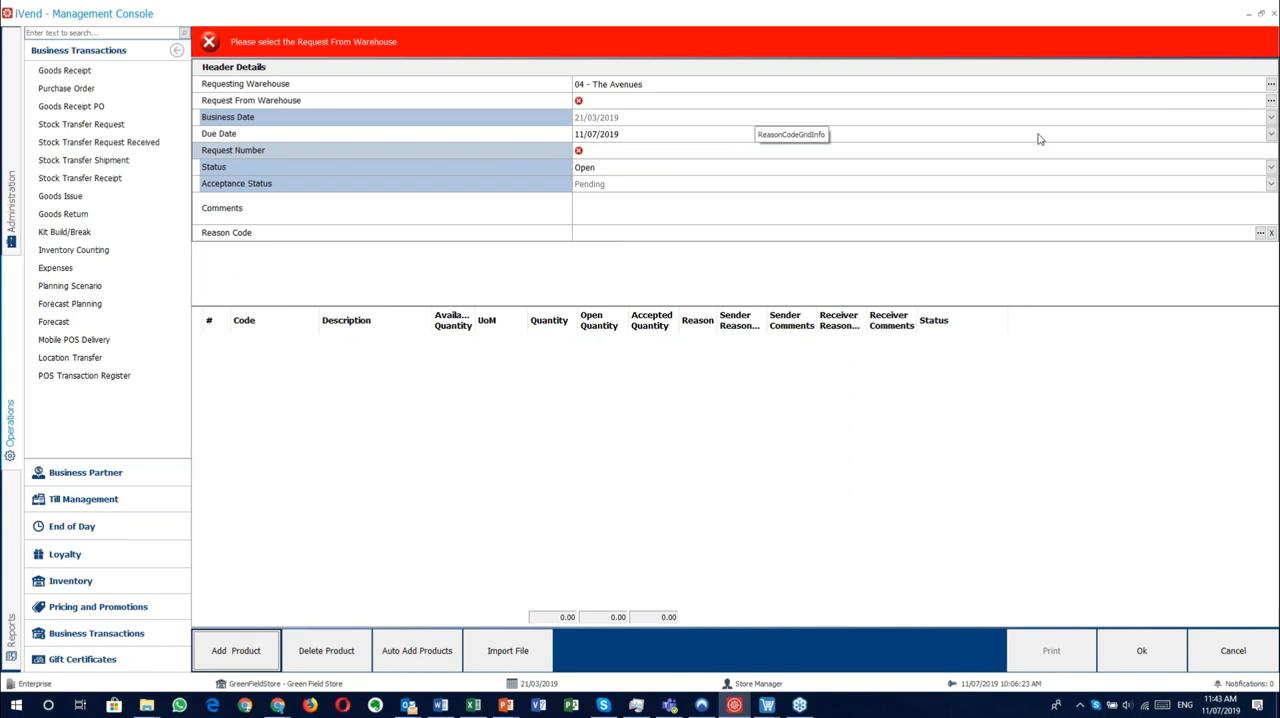 iVend - Management Console
Enter text to search...
Business Transactions
Goods Receipt
Purchase Order
Goods Receipt PO
Stock Transfer Request
Stock Transfer Request Received
Stock Transfer Shipment
Stock Transfer Receipt
Goods Issue
Goods Return
Kit Build/Break
Inventory Counting
Expenses
Planning Scenario
Forecast Planning
Forecast
Mobile POS Delivery
Location Transfer
POS Transaction Register
Business Partner
Till Management
End of Day
Loyalty
Inventory
Pricing and Promotions
Business Transactions
Gift Certificates
Administration
Operations
Reports
Please select the Request From Warehouse
Header Details
Requesting Warehouse 04 - The Avenues
Request From Warehouse
Business Date 21/03/2019
Due Date 11/07/2019
ReasonCodeGridInfo
Request Number
Status Open
Acceptance Status Pending
Comments
Reason Code x
# Code Description Availa... Quantity UoM Quantity Open Quantity Accepted Quantity Reason Sender Reason... Sender Comments Receiver Reason... Receiver Comments Status
0.00 0.00 0.00
Add Product Delete Product Auto Add Products Import File Print Ok Cancel
Enterprise GreenFieldStore - Green Field Store 21/03/2019 Store Manager 11/07/2019 10:06:23 AM Notifications: 0
ENG 11:43 AM
11/07/2019